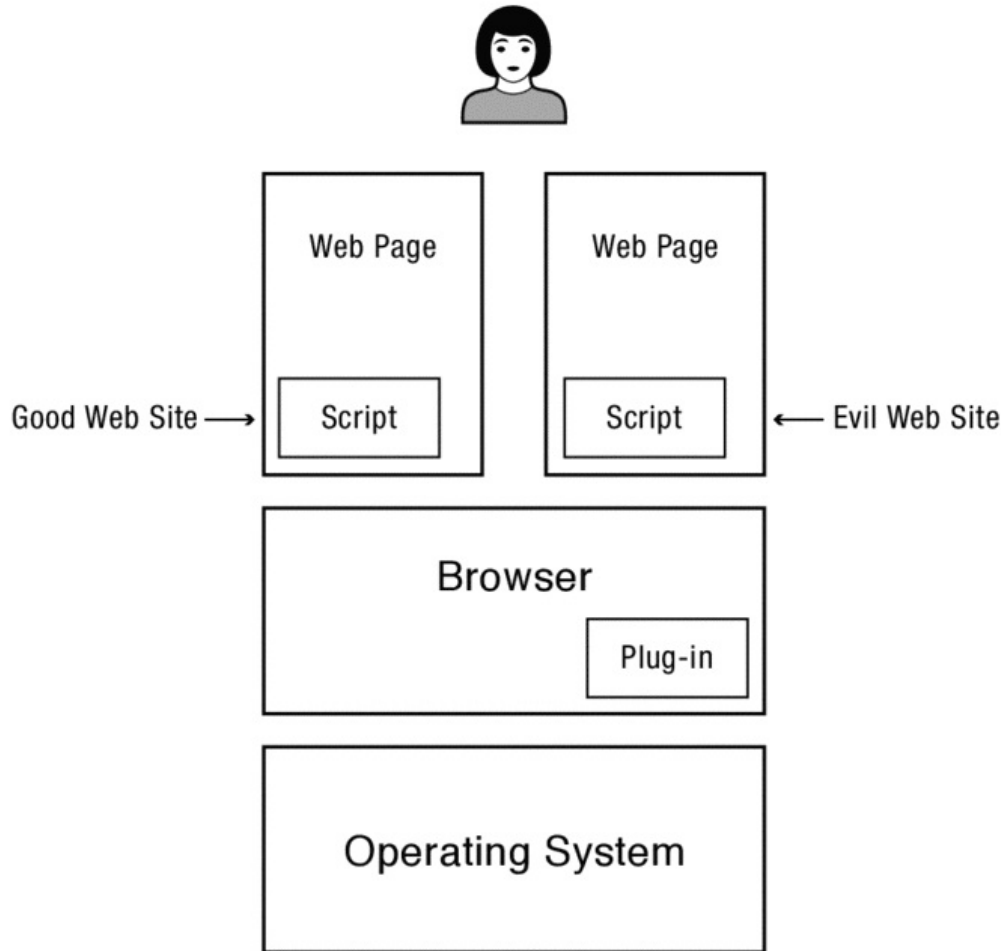 Web Page
Web Page
Good Web Site
Script
Script
Evil Web Site
Browser
Plug-in
Operating System